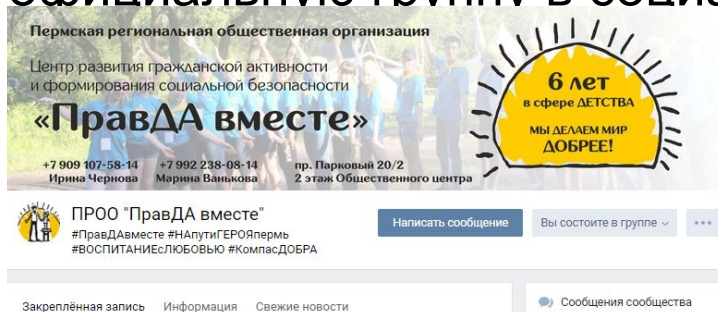 официальную группу в социа
Пермская региональная общественная организация
Центр развития гражданской активности
и формирования социальной безопасности
«ПравДА вместе»
+7 909 107-58-14 +7 992 238-08-14 пр. Парковый 20/2
Ирина Чернова Марина Ванькова 2 этаж Общественного центра
6 лет
в сфере ДЕТСТВА
МЫ ДЕЛАЕМ МИР
ДОБРЕЕ!
ПРОО "ПравДА вместе"
#ПравДАвместе #НАпутиГЕРОЯпермь
#ВОСПИТАНИЕсЛЮБОВЬЮ #КомпасДОБРА
Написать сообщение
Вы состоите в группе
Закреплённая запись Информация Свежие новости
Сообщения сообщества